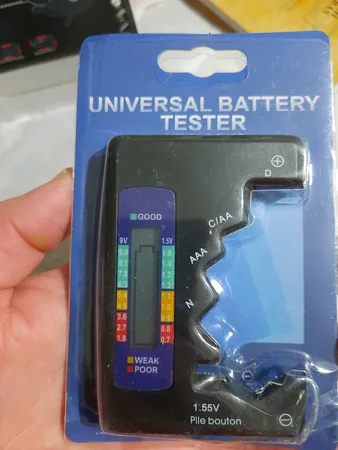 UNIVERSAL BATTERY
TESTER
D
C/AA
AAA
N
GOOD
9V 1.5V
3.6 1
2.7 0.8
1.8 0.7
WEAK
POOR
1.55V
Pile bouton